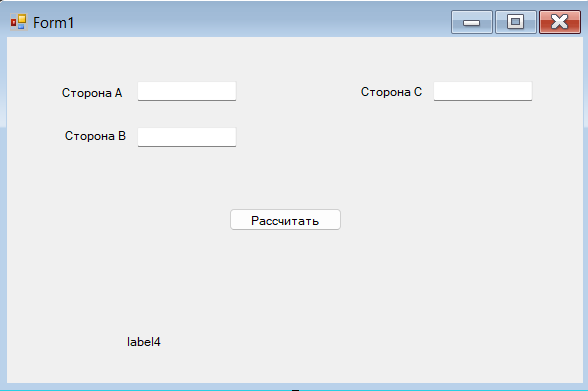 Form1
Сторона A
Сторона C
Сторона B
Рассчитать
label4